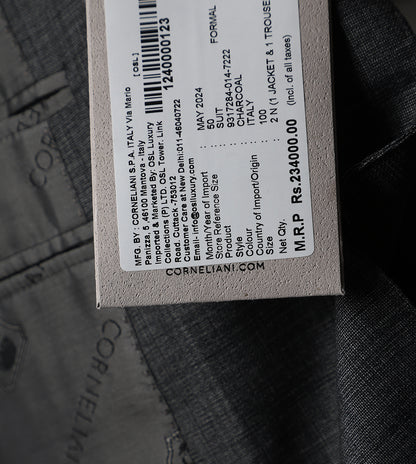 MFG. BY : CORNELIANI S.P.A. ITALY Via Mario
Panizza, 5 ,46100 Mantova - Italy
Imported & Marketed By: OSL Luxury
Collections (P) LTD. OSL Tower. Link
Road. Cuttack -753012
Customer Care at New Delhi:011-46040722
Email- info@osluxury.com
[OSL]
1240000123
Month/Year of Import : MAY 2024
Store Reference Size : 50 FORMAL
Product : SUIT
Style : 9317284-014-7222
Colour : CHARCOAL
Country of Import/Origin : ITALY
Size : 100
Net Qty. : 2 N (1 JACKET & 1 TROUSE
M.R.P Rs.234000.00 (Incl. of all taxes)
CORNELIANI.COM
CORNELI